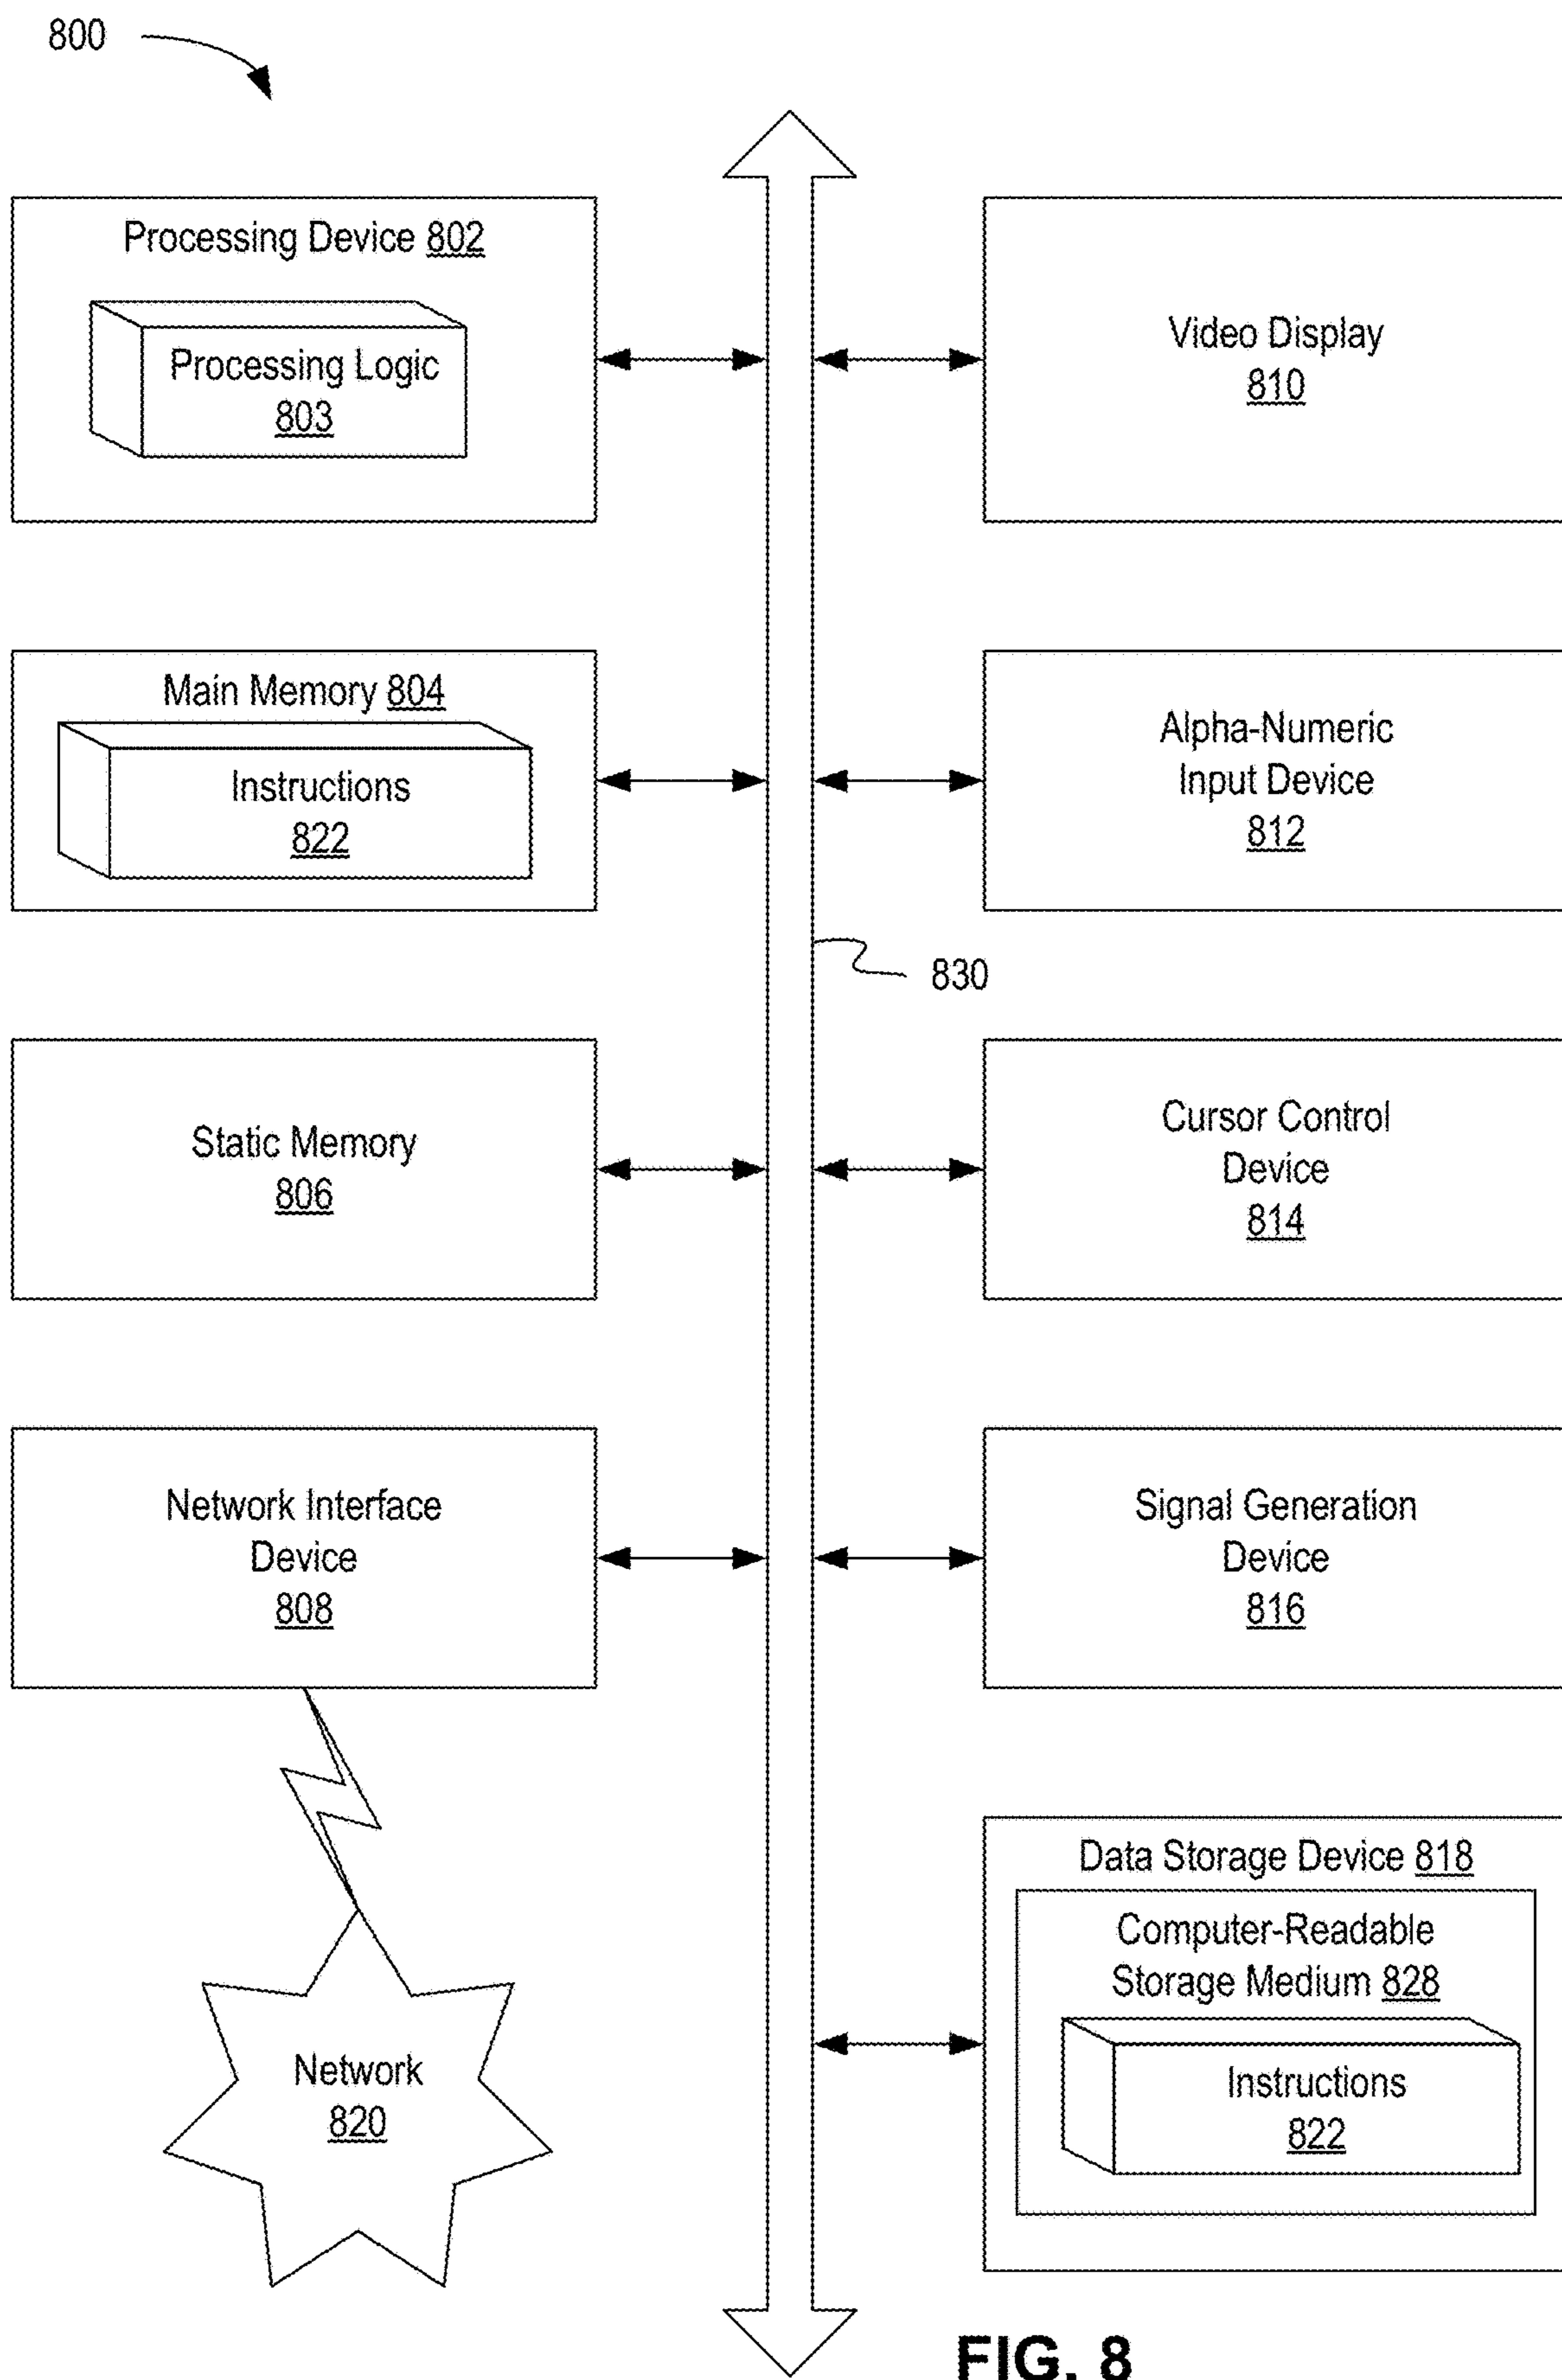 800
Processing Device 802
Processing Logic
803
Video Display
810
Main Memory 804
Instructions
822
Alpha-Numeric
Input Device
812
830
Static Memory
806
Cursor Control
Device
814
Network Interface
Device
808
Signal Generation
Device
816
Data Storage Device 818
Computer-Readable
Storage Medium 828
Instructions
822
Network
820
FIG. 8